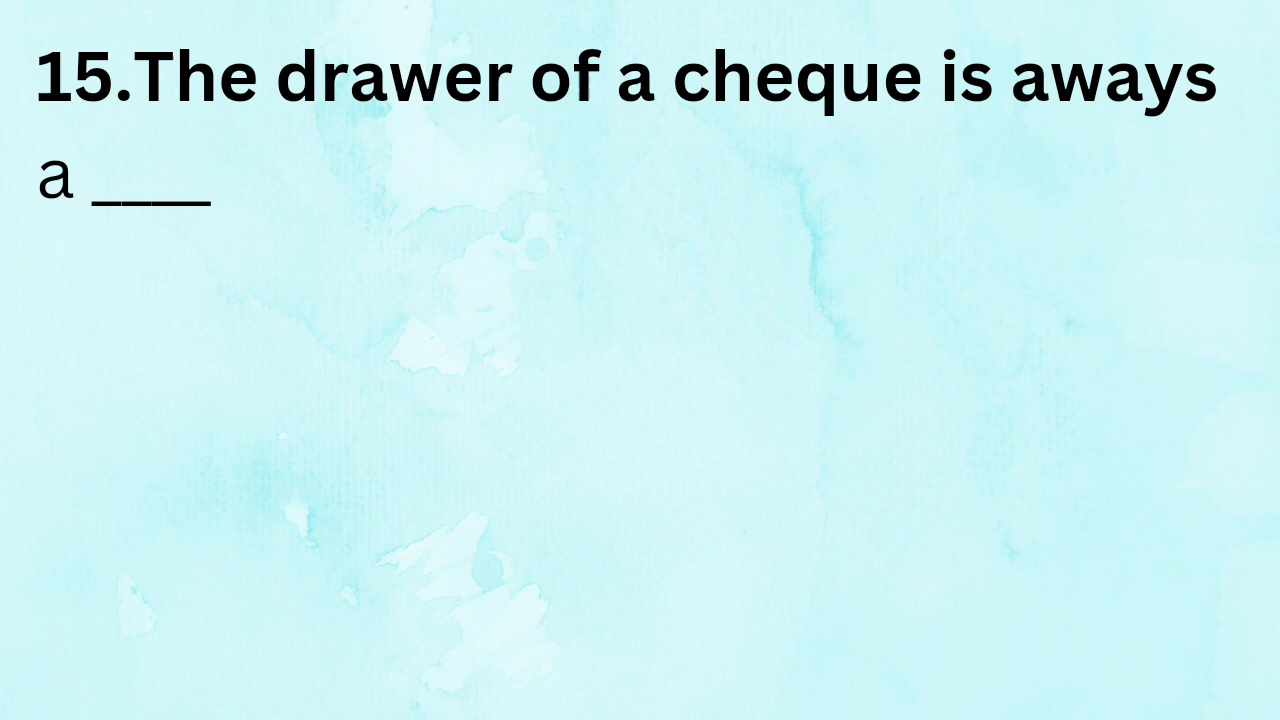 15.The drawer of a cheque is aways
a ____